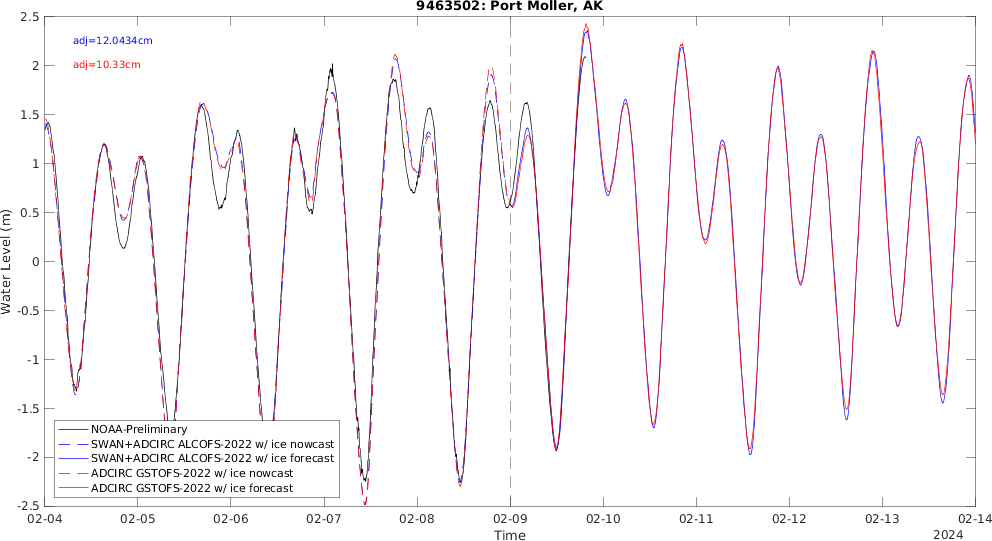 9463502: Port Moller, AK
adj=12.0434cm
adj=10.33cm
Water Level (m)
2.5
2
1.5
1
0.5
0
-0.5
-1
-1.5
-2
-2.5
NOAA-Preliminary
SWAN+ADCIRC ALCOFS-2022 w/ ice nowcast
SWAN+ADCIRC ALCOFS-2022 w/ ice forecast
ADCIRC GSTOFS-2022 w/ ice nowcast
ADCIRC GSTOFS-2022 w/ ice forecast
02-04 02-05 02-06 02-07 02-08 02-09 02-10 02-11 02-12 02-13 02-14
Time
2024